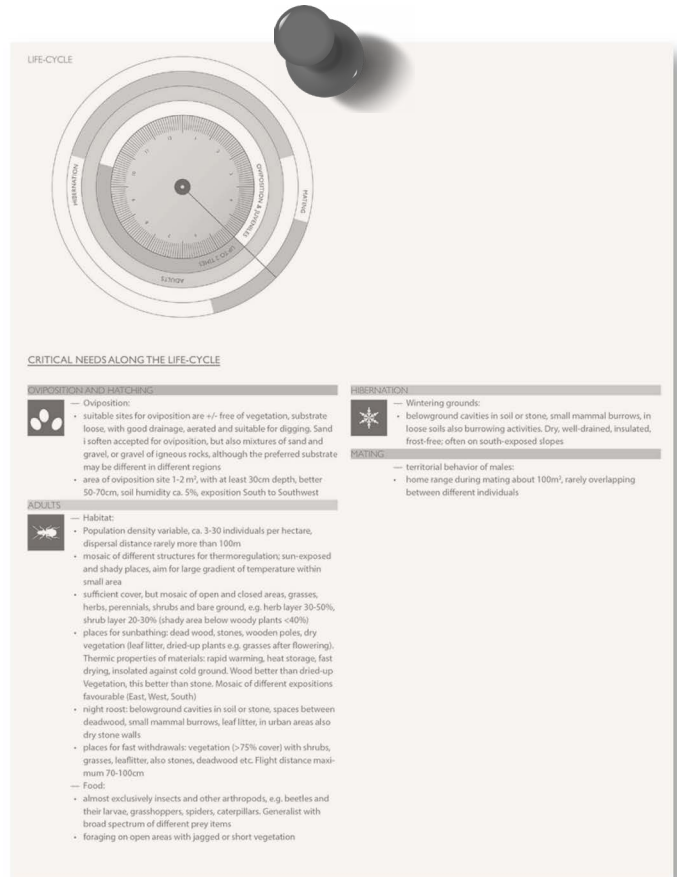 LIFE-CYCLE
HIBERNATION
OVIPOSITION & JUVENILES
MATING
UP TO 2 TIMES
ADULTS
CRITICAL NEEDS ALONG THE LIFE-CYCLE
OVIPOSITION AND HATCHING
— Oviposition:
• suitable sites for oviposition are +/- free of vegetation, substrate
loose, with good drainage, aerated and suitable for digging. Sand
i soften accepted for oviposition, but also mixtures of sand and
gravel, or gravel of igneous rocks, although the preferred substrate
may be different in different regions
• area of oviposition site 1-2 m², with at least 30cm depth, better
50-70cm, soil humidity ca. 5%, exposition South to Southwest
ADULTS
— Habitat:
• Population density variable, ca. 3-30 individuals per hectare,
dispersal distance rarely more than 100m
• mosaic of different structures for thermoregulation; sun-exposed
and shady places, aim for large gradient of temperature within
small area
• sufficient cover, but mosaic of open and closed areas, grasses,
herbs, perennials, shrubs and bare ground, e.g. herb layer 30-50%,
shrub layer 20-30% (shady area below woody plants <40%)
• places for sunbathing: dead wood, stones, wooden poles, dry
vegetation (leaf litter, dried-up plants e.g. grasses after flowering).
Thermic properties of materials: rapid warming, heat storage, fast
drying, insolated against cold ground. Wood better than dried-up
Vegetation, this better than stone. Mosaic of different expositions
favourable (East, West, South)
• night roost: belowground cavities in soil or stone, spaces between
deadwood, small mammal burrows, leaf litter, in urban areas also
dry stone walls
• places for fast withdrawals: vegetation (>75% cover) with shrubs,
grasses, leaflitter, also stones, deadwood etc. Flight distance maxi-
mum 70-100cm
— Food:
• almost exclusively insects and other arthropods, e.g. beetles and
their larvae, grasshoppers, spiders, caterpillars. Generalist with
broad spectrum of different prey items
• foraging on open areas with jagged or short vegetation
HIBERNATION
— Wintering grounds:
• belowground cavities in soil or stone, small mammal burrows, in
loose soils also burrowing activities. Dry, well-drained, insulated,
frost-free; often on south-exposed slopes
MATING
— territorial behavior of males:
• home range during mating about 100m², rarely overlapping
between different individuals